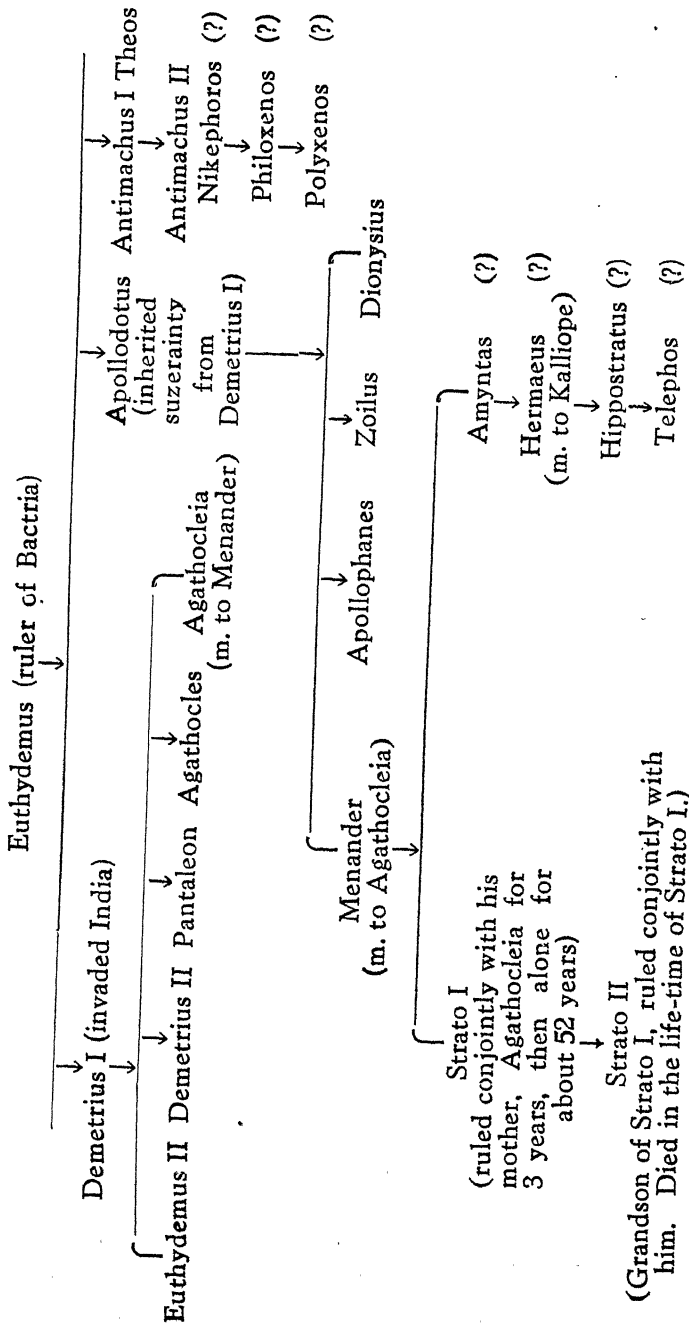 Euthydemus (ruler of Bactria)
Demetrius I (invaded India)
Apollodotus
(inherited
suzerainty
from
Demetrius I)
Antimachus I Theos
Antimachus II
Nikephoros (?)
Philoxenos (?)
Polyxenos (?)
Euthydemus II Demetrius II Pantaleon Agathocles Agathocleia
(m. to Menander)
Menander
(m. to Agathocleia)
Apollophanes
Zoilus
Dionysius
Strato I
(ruled conjointly with his
mother, Agathocleia for
3 years, then alone for
about 52 years)
Strato II
(Grandson of Strato I, ruled conjointly with
him. Died in the life-time of Strato I.)
Amyntas (?)
Hermaeus (?)
(m. to Kalliope)
Hippostratus (?)
Telephos (?)